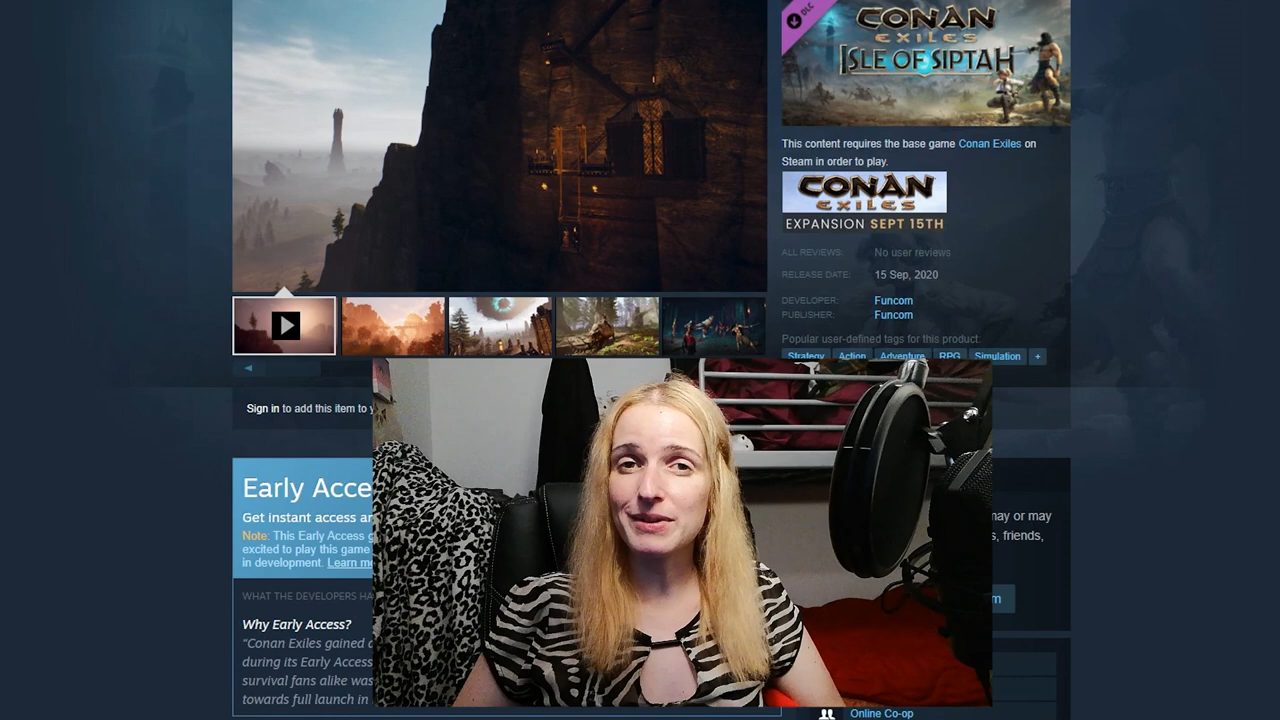 DLC
CONAN
EXILES
ISLE OF SIPTAH
This content requires the base game Conan Exiles on
Steam in order to play.
CONAN
EXILES
EXPANSION SEPT 15TH
ALL REVIEWS: No user reviews
RELEASE DATE: 15 Sep, 2020
DEVELOPER: Funcom
PUBLISHER: Funcom
Popular user-defined tags for this product:
Strategy Action Adventure RPG Simulation +
Sign in to add this item to
Early Acce
Get instant access
Note: This Early Access
excited to play this game
in development. Learn
may or may
friends,
WHAT THE DEVELOPERS
Why Early Access?
“Conan Exiles gained
during its Early Access
survival fans alike was
towards full launch in
Online Co-op